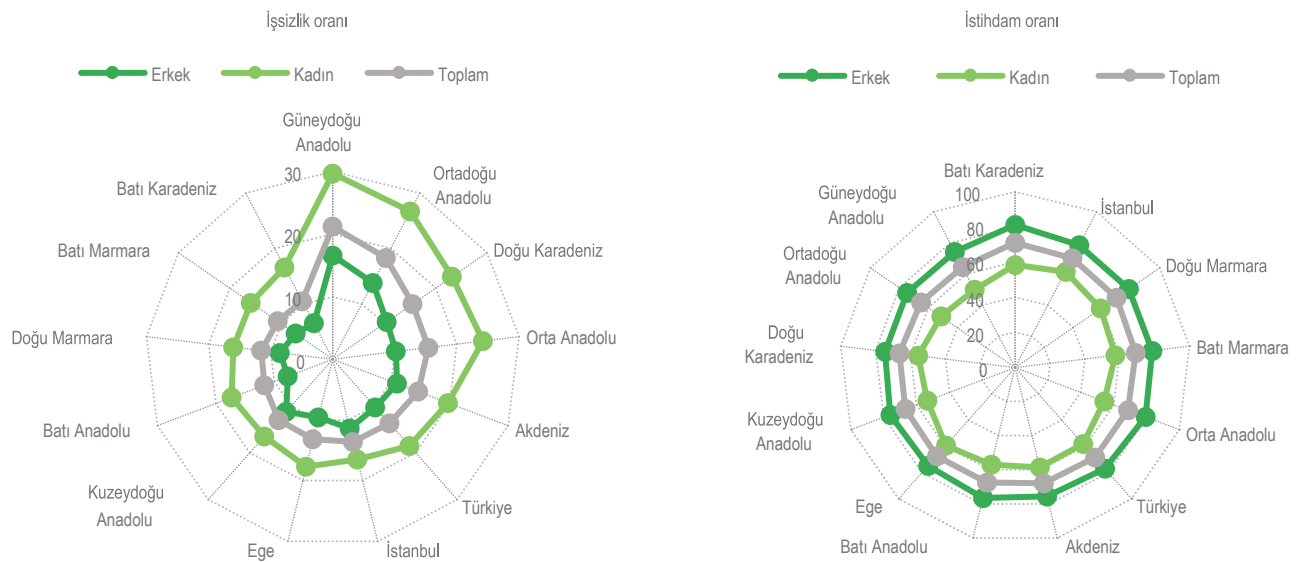 İşsizlik oranı
Erkek
Kadın
Toplam
Güneydoğu
Anadolu
Ortadoğu
Anadolu
Doğu Karadeniz
Orta Anadolu
Akdeniz
Türkiye
İstanbul
Ege
Kuzeydoğu
Anadolu
Batı Anadolu
Doğu Marmara
Batı Marmara
Batı Karadeniz
30
20
10
0
İstihdam oranı
Erkek
Kadın
Toplam
Batı Karadeniz
İstanbul
Doğu Marmara
Batı Marmara
Orta Anadolu
Türkiye
Akdeniz
Batı Anadolu
Ege
Kuzeydoğu
Anadolu
Doğu
Karadeniz
Ortadoğu
Anadolu
Güneydoğu
Anadolu
100
80
60
40
20
0